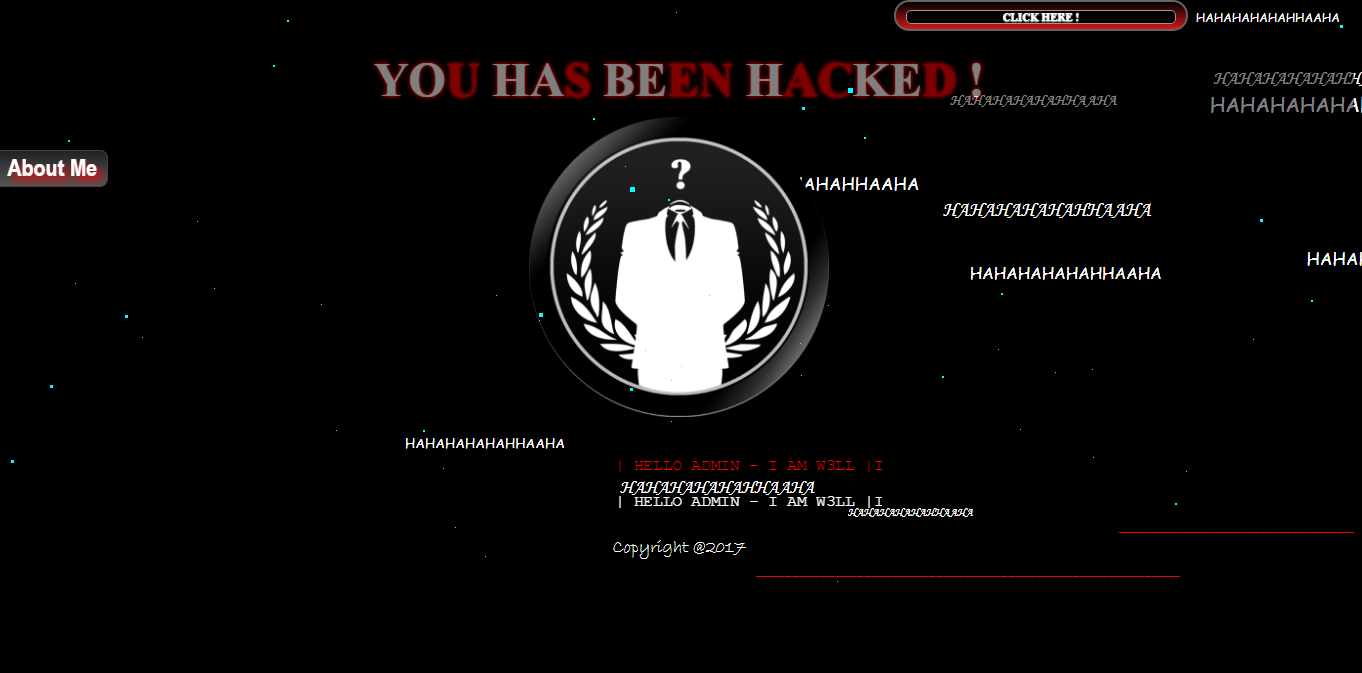 CLICK HERE !
HAHAHAHAHAHHAAHA
YOU HAS BEEN HACKED !
HAHAHAHAHAHH
HAHAHAHAHAHHAAHA
HAHAHAHAHA
?
About Me
AHAHHAAHA
HAHAHAHAHAHHAAHA
HAHA
HAHAHAHAHAHHAAHA
HAHAHAHAHAHHAAHA
| HELLO ADMIN - I AM W3LL |I
HAHAHAHAHAHHAAHA
| HELLO ADMIN - I AM W3LL |I
HAHAHAHAHAHHAAHA
Copyright @2017